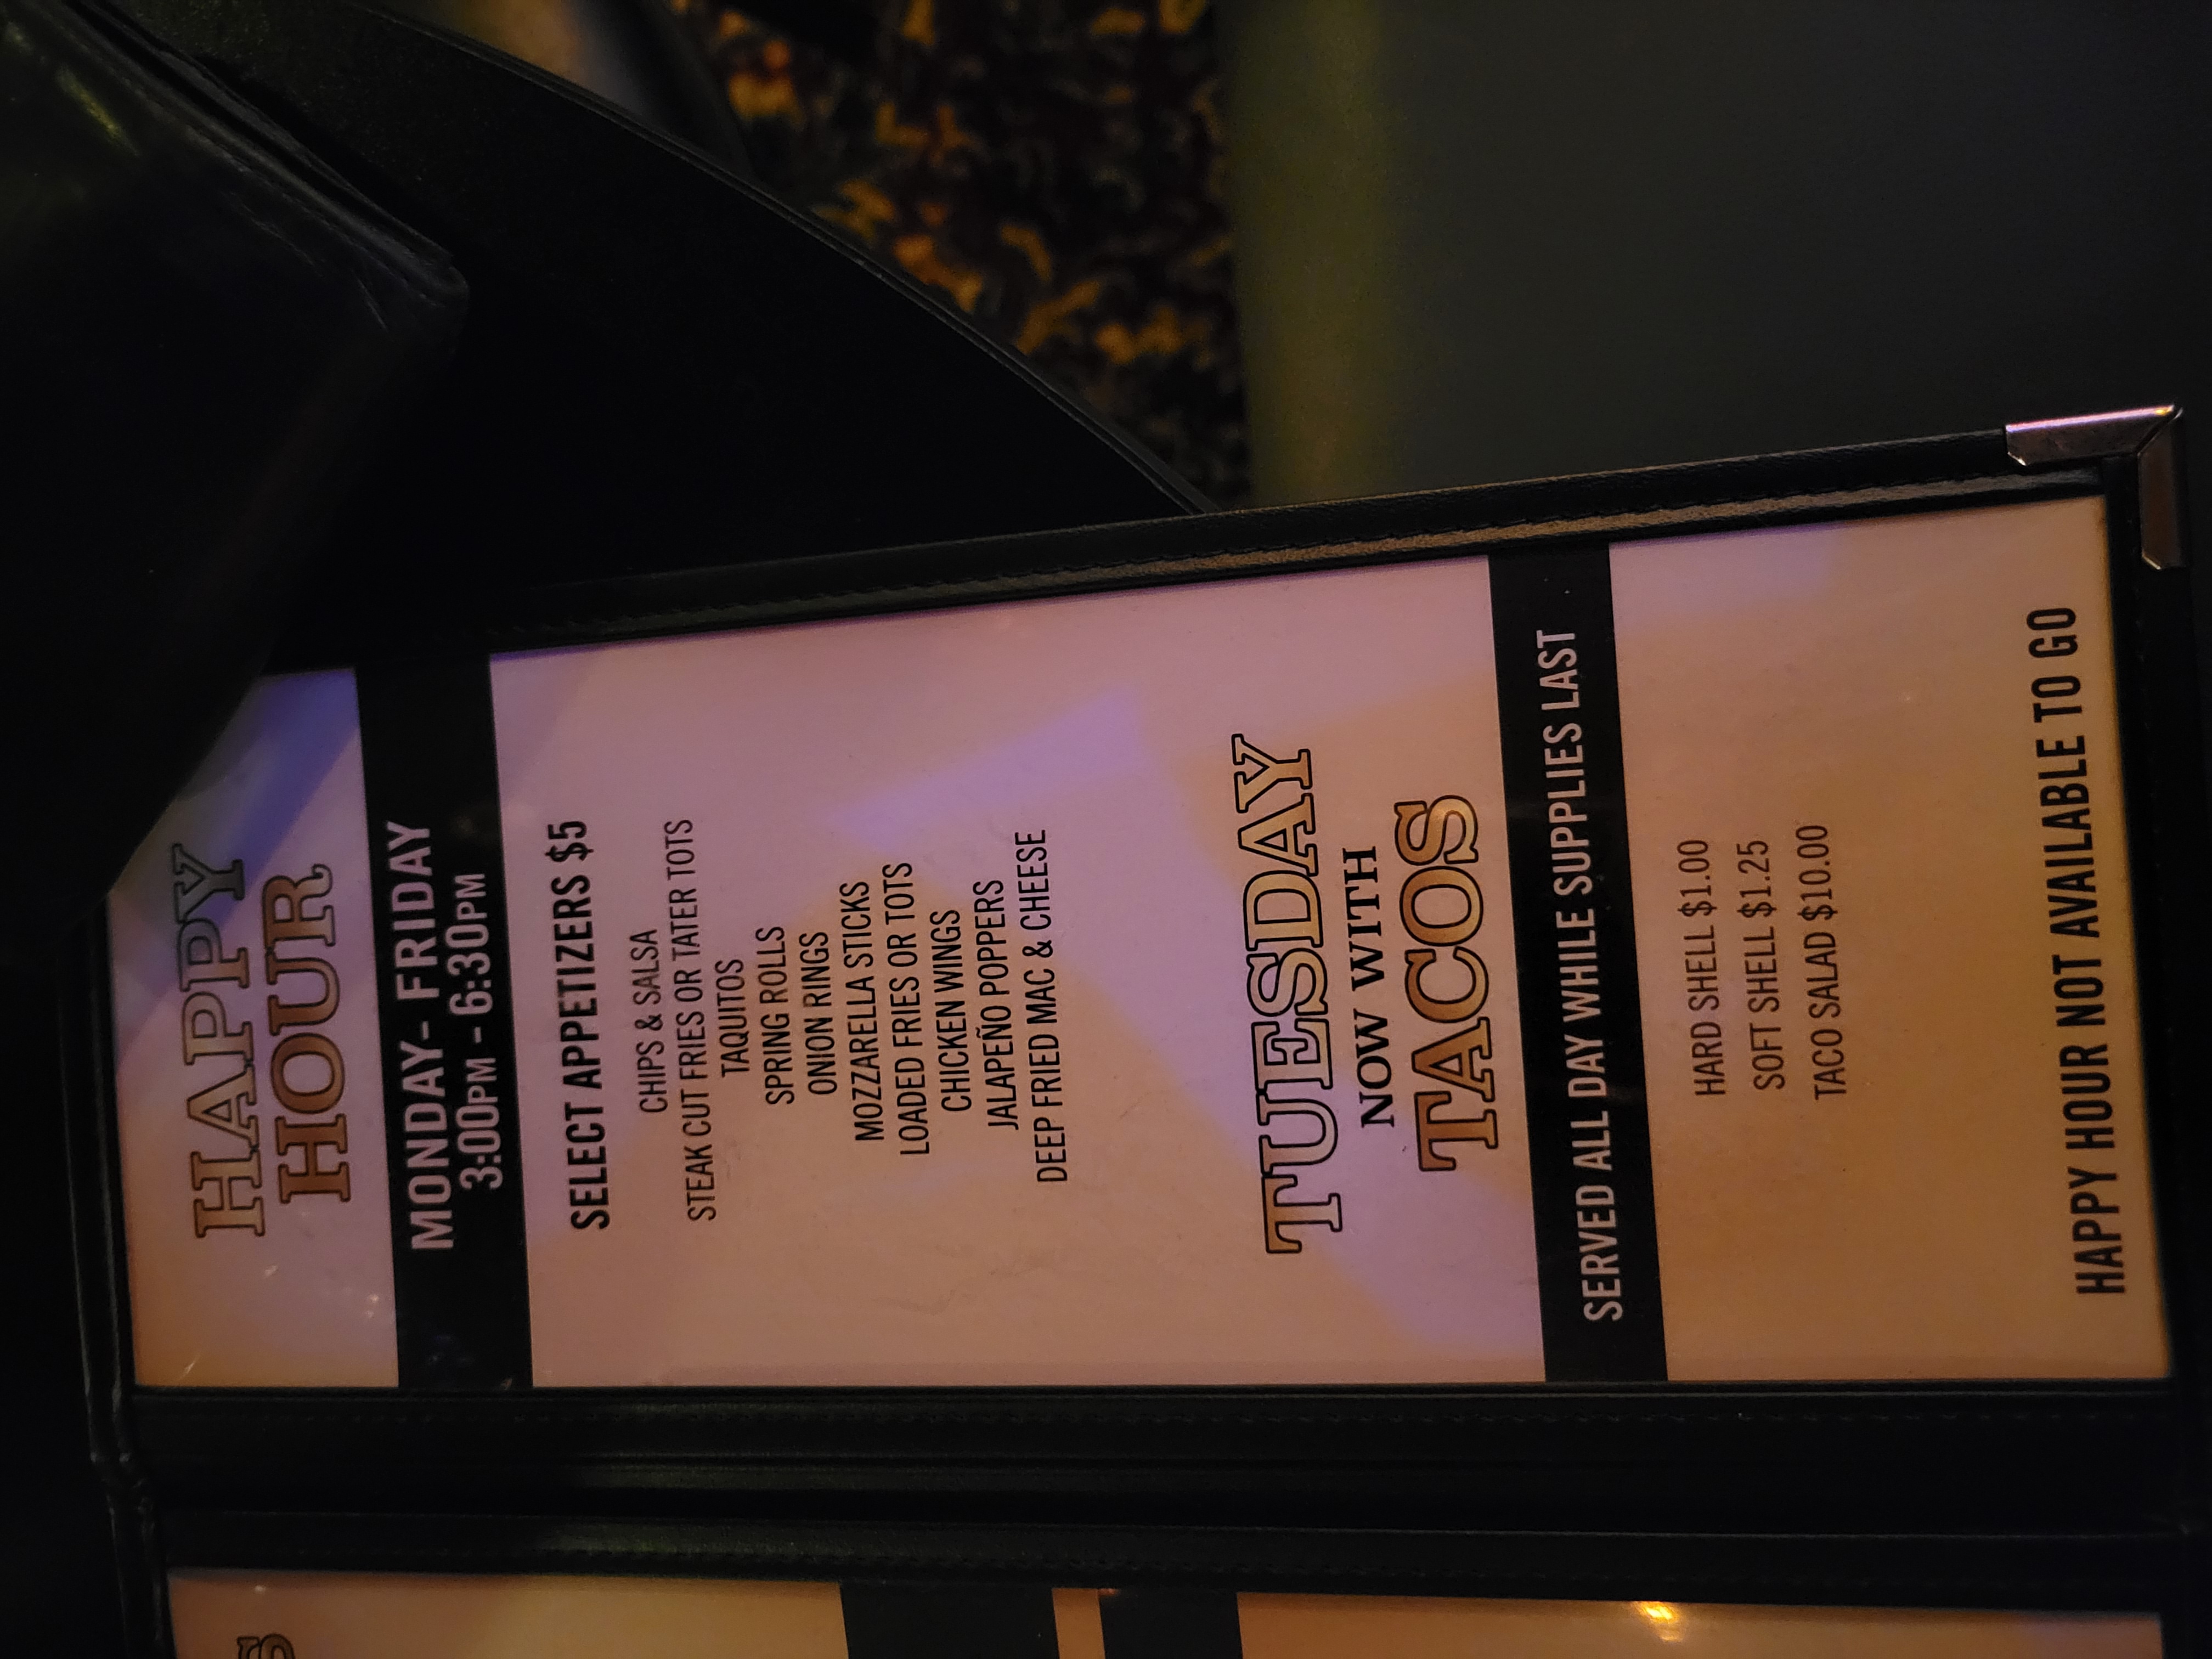 HAPPY
HOUR
MONDAY- FRIDAY
3:00PM - 6:30PM
SELECT APPETIZERS $5
CHIPS & SALSA
STEAK CUT FRIES OR TATER TOTS
TAQUITOS
SPRING ROLLS
ONION RINGS
MOZZARELLA STICKS
LOADED FRIES OR TOTS
CHICKEN WINGS
JALAPEÑO POPPERS
DEEP FRIED MAC & CHEESE
TUESDAY
NOW WITH
TACOS
SERVED ALL DAY WHILE SUPPLIES LAST
HARD SHELL $1.00
SOFT SHELL $1.25
TACO SALAD $10.00
HAPPY HOUR NOT AVAILABLE TO GO